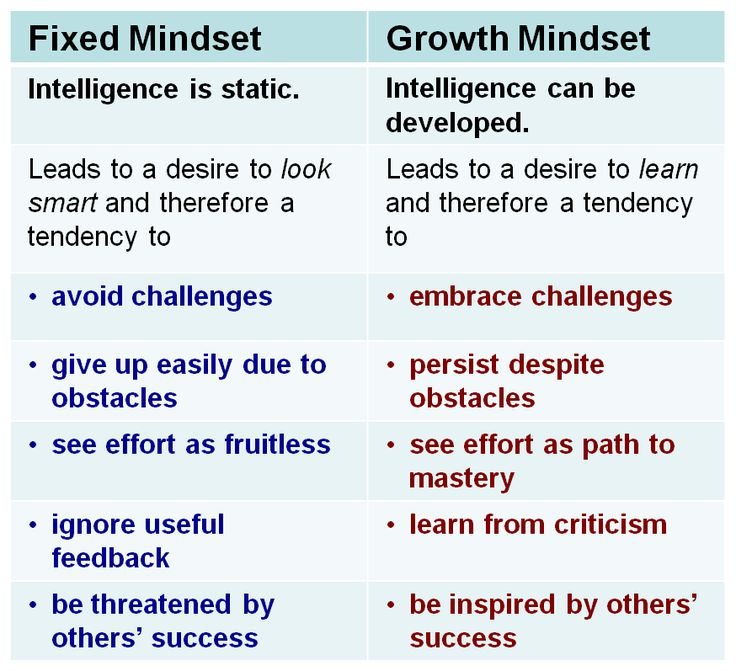 Fixed Mindset
Growth Mindset
Intelligence is static.
Intelligence can be
developed.
Leads to a desire to look
smart and therefore a
tendency to
Leads to a desire to learn
and therefore a tendency
to
• avoid challenges
• embrace challenges
• give up easily due to
obstacles
• persist despite
obstacles
• see effort as fruitless
• see effort as path to
mastery
• ignore useful
feedback
• learn from criticism
• be threatened by
others’ success
• be inspired by others’
success